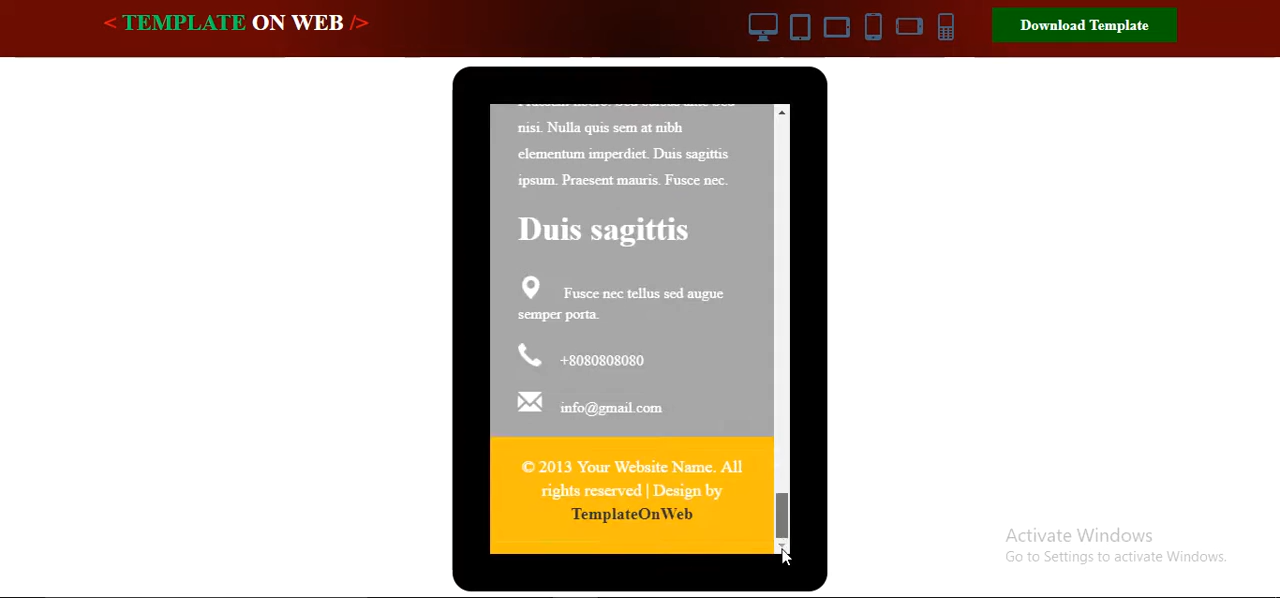 < TEMPLATE ON WEB />
Download Template
nisi. Nulla quis sem at nibh
elementum imperdiet. Duis sagittis
ipsum. Praesent mauris. Fusce nec.
Duis sagittis
Fusce nec tellus sed augue
semper porta.
+8080808080
info@gmail.com
© 2013 Your Website Name. All
rights reserved | Design by
TemplateOnWeb
Activate Windows
Go to Settings to activate Windows.